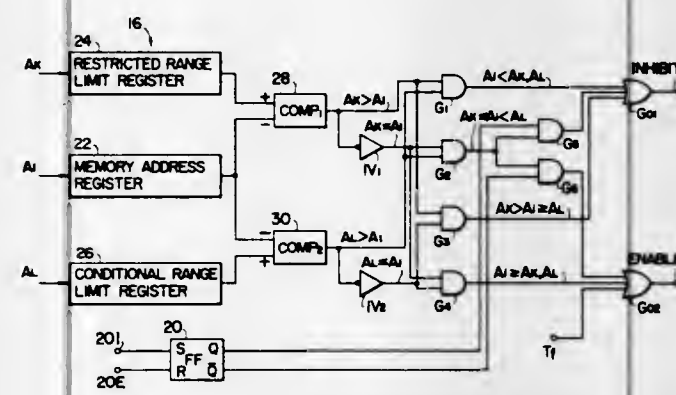 16
24
AK
RESTRICTED RANGE
LIMIT REGISTER
28
COMP1
+
−
AK>AI
AK≤AI
IV1
G1
AI<AK,AL
INHIBIT
G01
AK≤AI<AL
G5
G2
G6
22
AI
MEMORY ADDRESS
REGISTER
30
COMP2
−
+
AL>AI
AL≤AI
IV2
G3
AK>AI≥AL
G4
AI≥AK,AL
ENABLE
G02
26
AL
CONDITIONAL RANGE
LIMIT REGISTER
20I
20E
20
S Q
FF
R Q̅
Tf